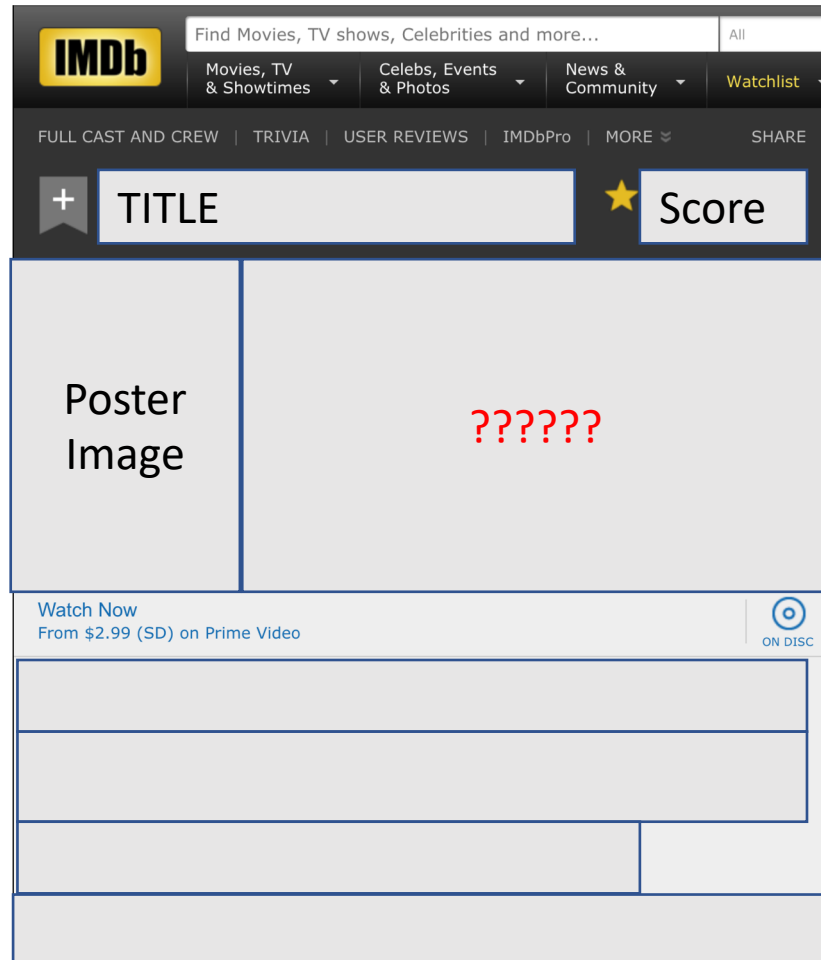 IMDb
Find Movies, TV shows, Celebrities and more...
All
Movies, TV
& Showtimes
Celebs, Events
& Photos
News &
Community
Watchlist
FULL CAST AND CREW | TRIVIA | USER REVIEWS | IMDbPro | MORE
SHARE
+
TITLE
Score
Poster
Image
??????
Watch Now
From $2.99 (SD) on Prime Video
ON DISC